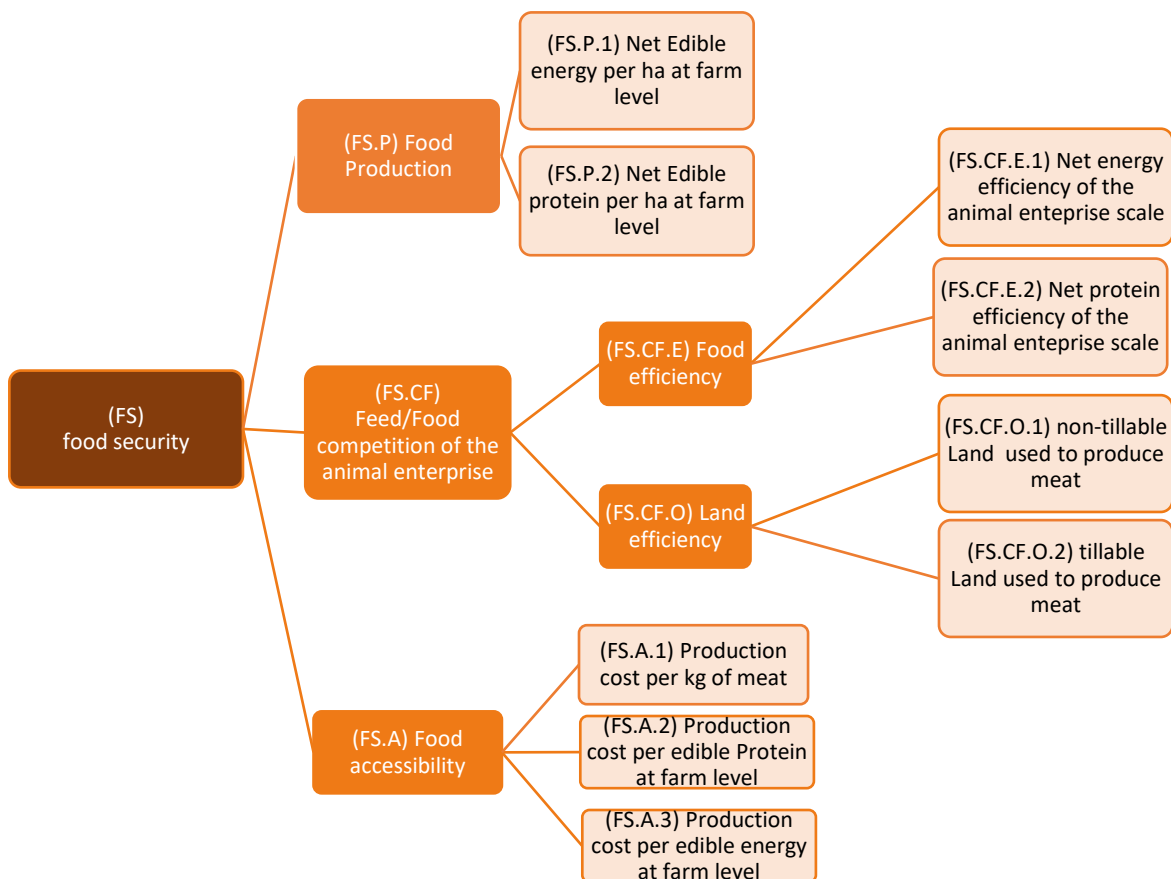 (FS.P.1) Net Edible
energy per ha at farm
level
(FS.P) Food
Production
(FS.P.2) Net Edible
protein per ha at farm
level
(FS.CF.E.1) Net energy
efficiency of the
animal enteprise scale
(FS.CF.E.2) Net protein
efficiency of the
animal enteprise scale
(FS.CF.E) Food
efficiency
(FS)
food security
(FS.CF)
Feed/Food
competition of the
animal enterprise
(FS.CF.O.1) non-tillable
Land used to produce
meat
(FS.CF.O) Land
efficiency
(FS.CF.O.2) tillable
Land used to produce
meat
(FS.A.1) Production
cost per kg of meat
(FS.A) Food
accessibility
(FS.A.2) Production
cost per edible Protein
at farm level
(FS.A.3) Production
cost per edible energy
at farm level